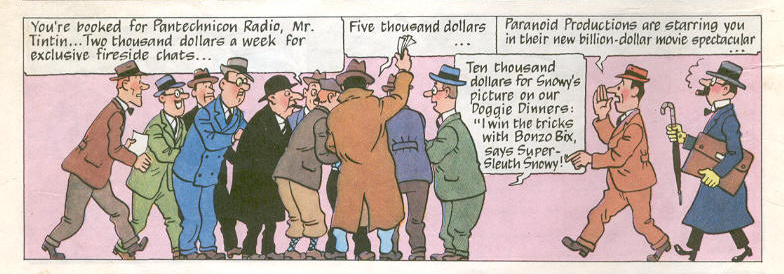 You're booked for Pantechnicon Radio, Mr.
Tintin... Two thousand dollars a week for
exclusive fireside chats...
Five thousand dollars
...
Paranoid Productions are starring you
in their new billion-dollar movie spectacular
...
Ten thousand
dollars for Snowy's
picture on our
Doggie Dinners:
"I win the tricks
with Bonzo Bix,
says Super-
Sleuth Snowy!"